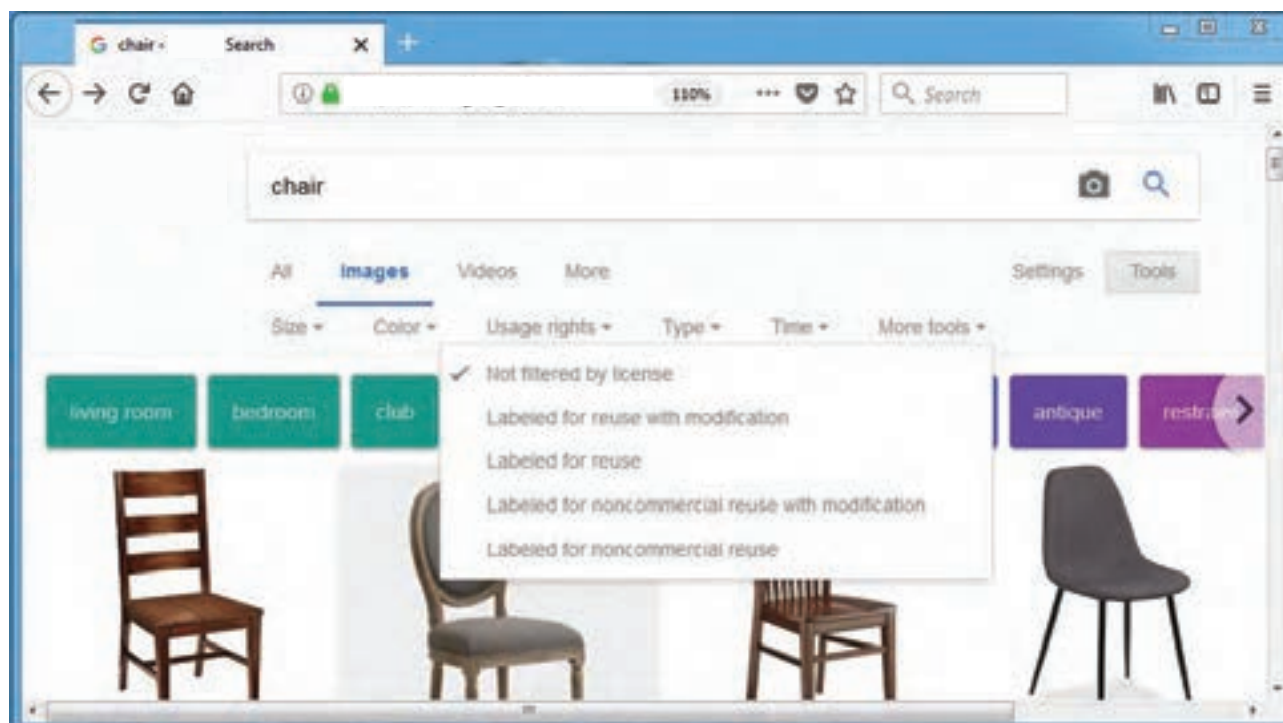 chair - Search
110% Search
chair
All Images Videos More Settings Tools
Size Color Usage rights Type Time More tools
Not filtered by license
living room bedroom club antique
Labeled for reuse with modification
Labeled for reuse
Labeled for noncommercial reuse with modification
Labeled for noncommercial reuse